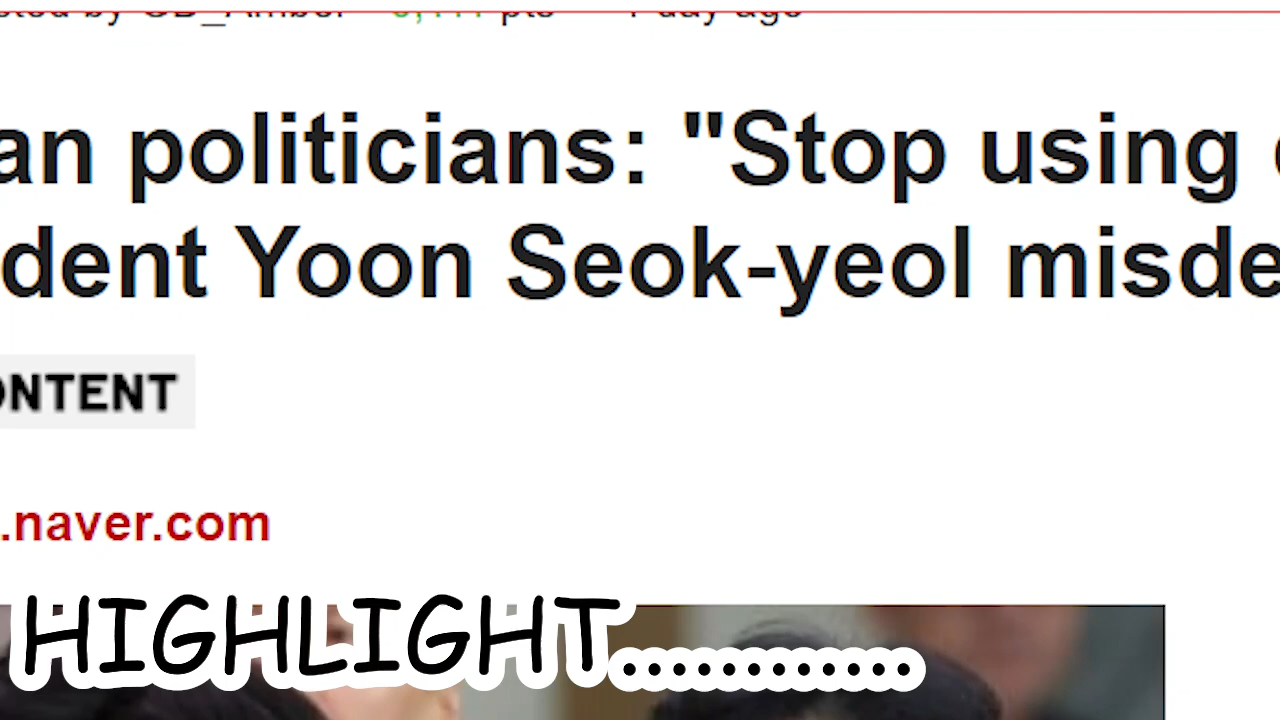 an politicians: "Stop using
dent Yoon Seok-yeol misde
ONTENT
.naver.com
HIGHLIGHT............